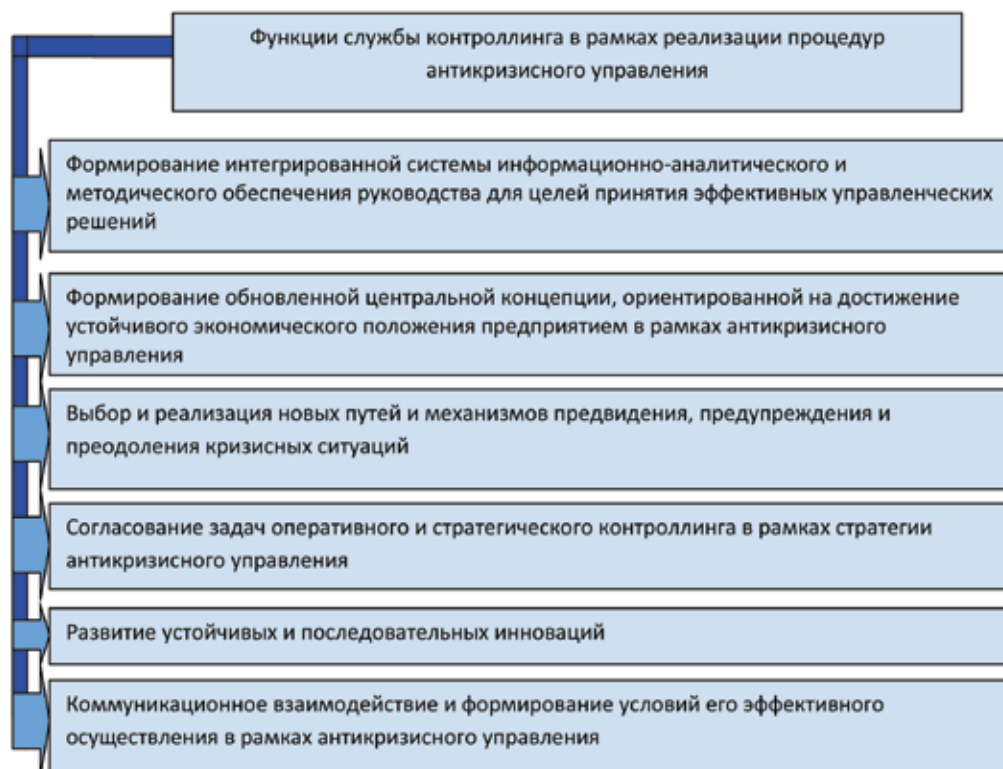 Функции службы контроллинга в рамках реализации процедур
антикризисного управления
Формирование интегрированной системы информационно-аналитического и
методического обеспечения руководства для целей принятия эффективных управленческих
решений
Формирование обновленной центральной концепции, ориентированной на достижение
устойчивого экономического положения предприятием в рамках антикризисного
управления
Выбор и реализация новых путей и механизмов предвидения, предупреждения и
преодоления кризисных ситуаций
Согласование задач оперативного и стратегического контроллинга в рамках стратегии
антикризисного управления
Развитие устойчивых и последовательных инноваций
Коммуникационное взаимодействие и формирование условий его эффективного
осуществления в рамках антикризисного управления